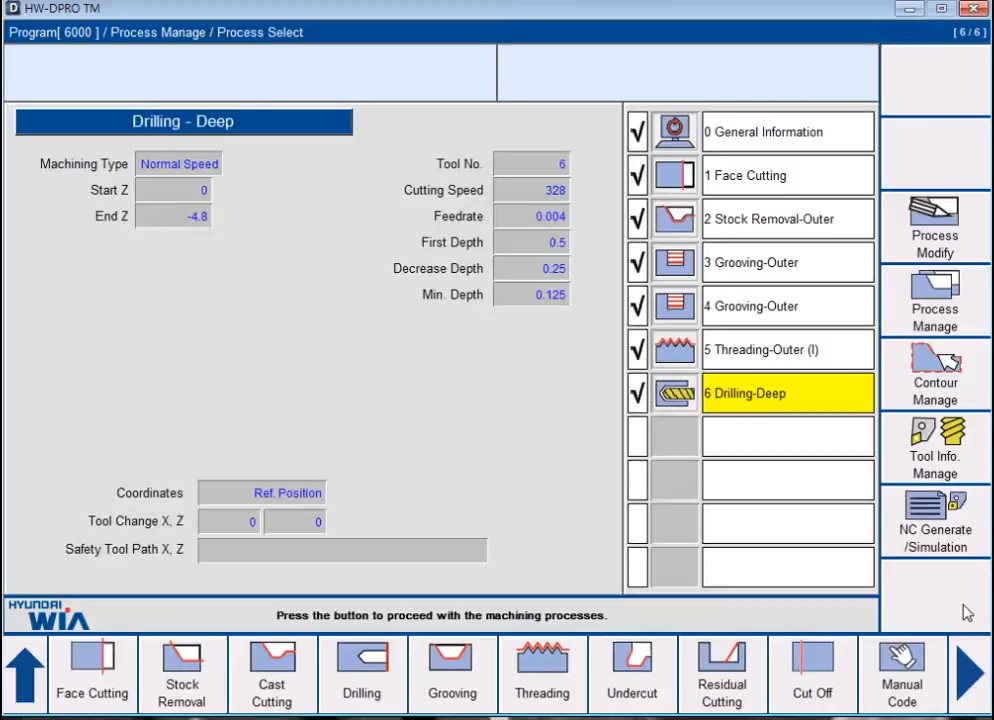 HW-DPRO TM
Program[ 6000 ] / Process Manage / Process Select
[ 6 / 6 ]
Drilling - Deep
Machining Type Normal Speed
Start Z 0
End Z -4.8
Tool No. 6
Cutting Speed 328
Feedrate 0.004
First Depth 0.5
Decrease Depth 0.25
Min. Depth 0.125
Coordinates Ref. Position
Tool Change X, Z 0 0
Safety Tool Path X, Z
√ 0 General Information
√ 1 Face Cutting
√ 2 Stock Removal-Outer
√ 3 Grooving-Outer
√ 4 Grooving-Outer
√ 5 Threading-Outer (I)
√ 6 Drilling-Deep
Process
Modify
Process
Manage
Contour
Manage
Tool Info.
Manage
NC Generate
/Simulation
HYUNDAI
WIA
Press the button to proceed with the machining processes.
Face Cutting
Stock
Removal
Cast
Cutting
Drilling
Grooving
Threading
Undercut
Residual
Cutting
Cut Off
Manual
Code